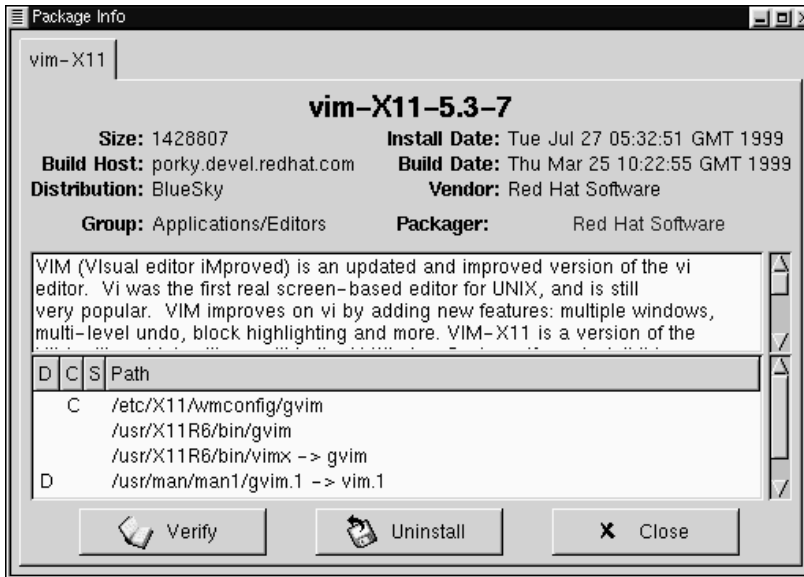 Package Info
vim-X11
vim-X11-5.3-7
Size: 1428807 Install Date: Tue Jul 27 05:32:51 GMT 1999
Build Host: porky.devel.redhat.com Build Date: Thu Mar 25 10:22:55 GMT 1999
Distribution: BlueSky Vendor: Red Hat Software
Group: Applications/Editors Packager: Red Hat Software
VIM (VIsual editor iMproved) is an updated and improved version of the vi
editor. Vi was the first real screen-based editor for UNIX, and is still
very popular. VIM improves on vi by adding new features: multiple windows,
multi-level undo, block highlighting and more. VIM-X11 is a version of the
D C S Path
C /etc/X11/wmconfig/gvim
/usr/X11R6/bin/gvim
/usr/X11R6/bin/vimx -> gvim
D /usr/man/man1/gvim.1 -> vim.1
Verify Uninstall Close